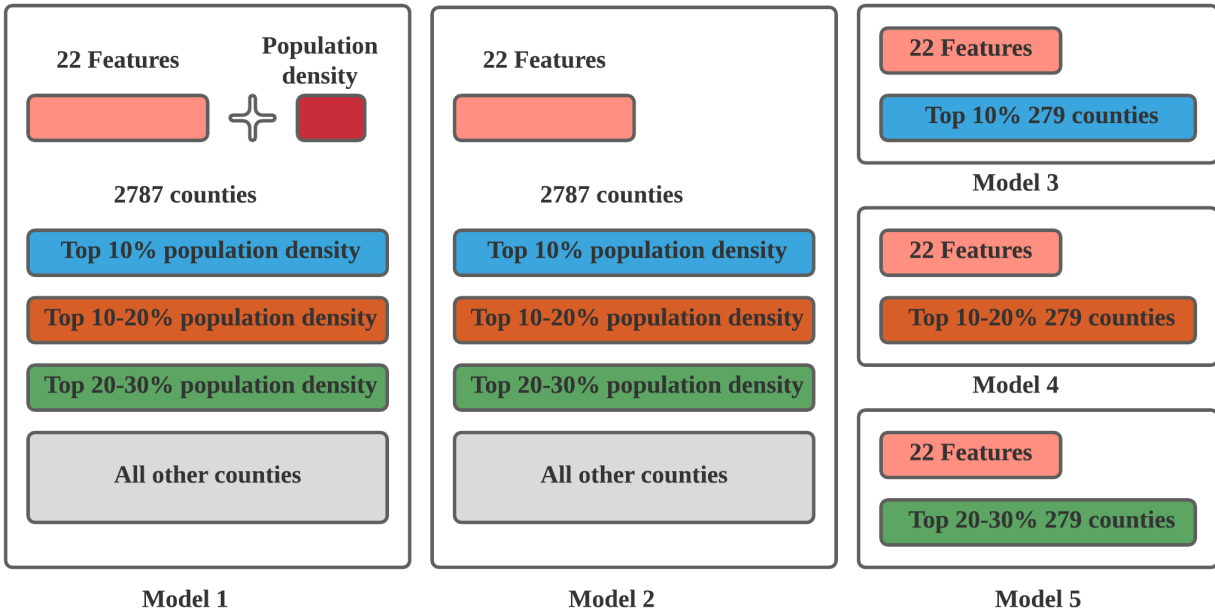 22 Features
Population
density
2787 counties
Top 10% population density
Top 10-20% population density
Top 20-30% population density
All other counties
Model 1
22 Features
2787 counties
Top 10% population density
Top 10-20% population density
Top 20-30% population density
All other counties
Model 2
22 Features
Top 10% 279 counties
Model 3
22 Features
Top 10-20% 279 counties
Model 4
22 Features
Top 20-30% 279 counties
Model 5